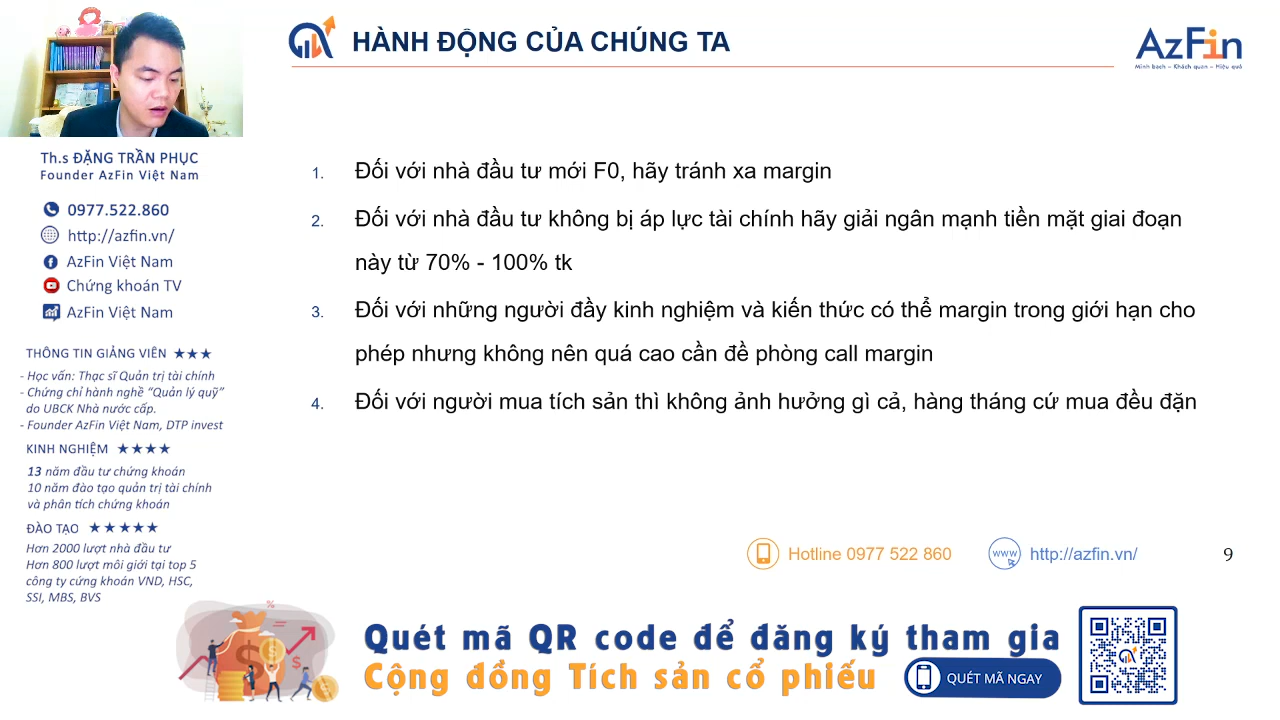 HÀNH ĐỘNG CỦA CHÚNG TA
AzFin
Minh bạch – Khách quan – Hiệu quả
Th.s ĐẶNG TRẦN PHỤC
Founder AzFin Việt Nam
0977.522.860
http://azfin.vn/
AzFin Việt Nam
Chứng khoán TV
AzFin Việt Nam
THÔNG TIN GIẢNG VIÊN ★★★
- Học vấn: Thạc sĩ Quản trị tài chính
- Chứng chỉ hành nghề “Quản lý quỹ”
do UBCK Nhà nước cấp.
- Founder AzFin Việt Nam, DTP invest
KINH NGHIỆM ★★★★
13 năm đầu tư chứng khoán
10 năm đào tạo quản trị tài chính
và phân tích chứng khoán
ĐÀO TẠO ★★★★★
Hơn 2000 lượt nhà đầu tư
Hơn 800 lượt môi giới tại top 5
công ty cứng khoán VND, HSC,
SSI, MBS, BVS
1. Đối với nhà đầu tư mới F0, hãy tránh xa margin
2. Đối với nhà đầu tư không bị áp lực tài chính hãy giải ngân mạnh tiền mặt giai đoạn
này từ 70% - 100% tk
3. Đối với những người đầy kinh nghiệm và kiến thức có thể margin trong giới hạn cho
phép nhưng không nên quá cao cần đề phòng call margin
4. Đối với người mua tích sản thì không ảnh hưởng gì cả, hàng tháng cứ mua đều đặn
Hotline 0977 522 860
www
http://azfin.vn/
9
Quét mã QR code để đăng ký tham gia
Cộng đồng Tích sản cổ phiếu
QUÉT MÃ NGAY